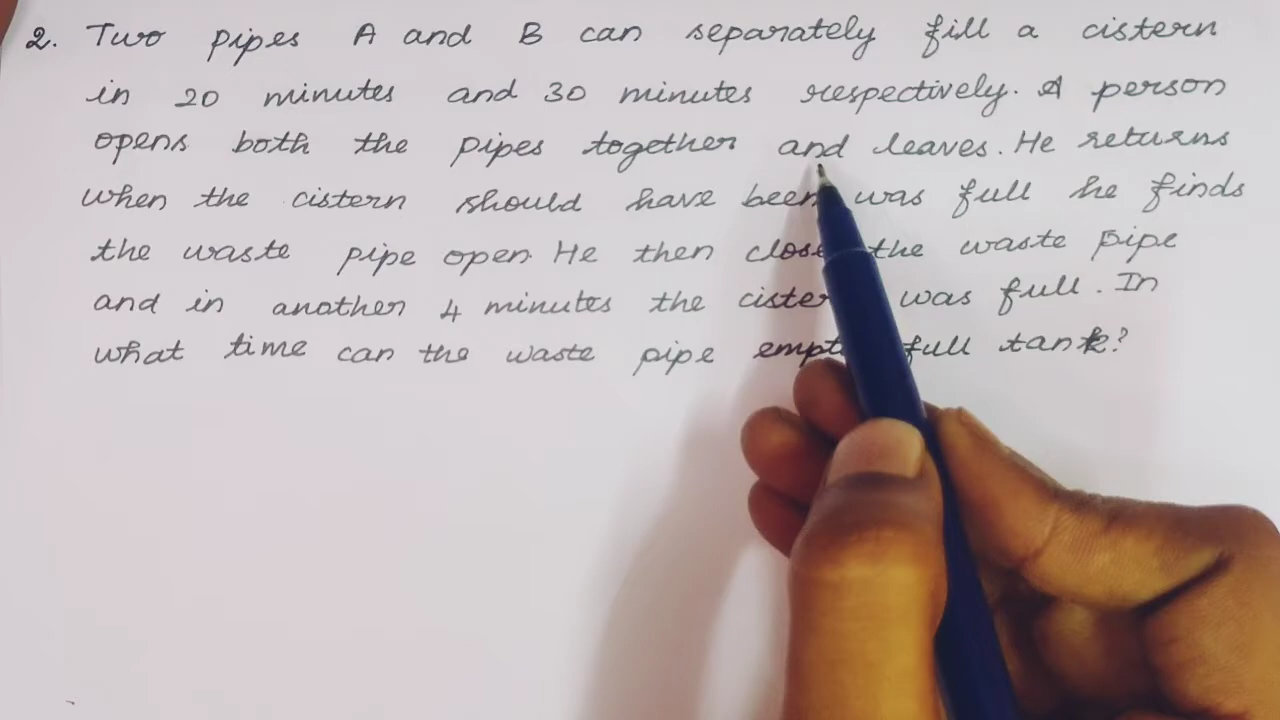 2. Two pipes A and B can separately fill a cistern
in 20 minutes and 30 minutes respectively. A person
opens both the pipes together and leaves. He returns
when the cistern should have been was full he finds
the waste pipe open. He then close the waste pipe
and in another 4 minutes the cister was full. In
what time can the waste pipe empt full tank?